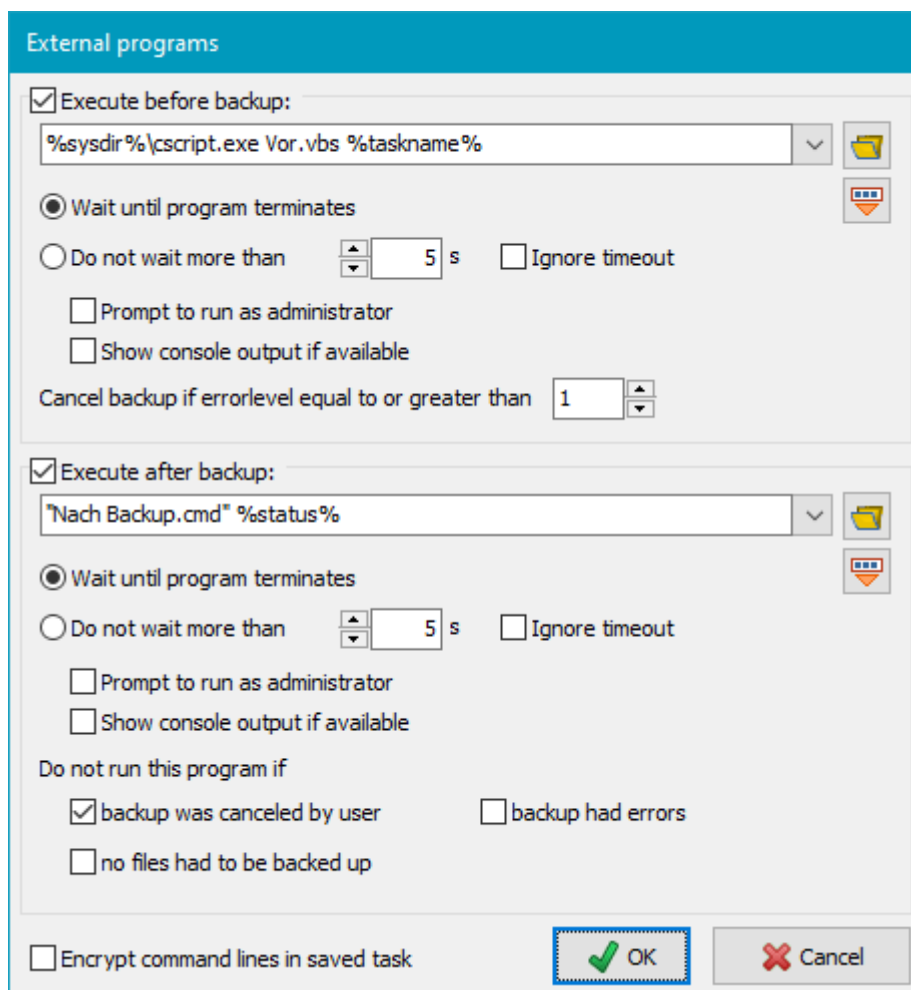 External programs
Execute before backup:
%sysdir%\cscript.exe Vor.vbs %taskname%
Wait until program terminates
Do not wait more than 5 s Ignore timeout
Prompt to run as administrator
Show console output if available
Cancel backup if errorlevel equal to or greater than 1
Execute after backup:
"Nach Backup.cmd" %status%
Wait until program terminates
Do not wait more than 5 s Ignore timeout
Prompt to run as administrator
Show console output if available
Do not run this program if
backup was canceled by user backup had errors
no files had to be backed up
Encrypt command lines in saved task OK Cancel